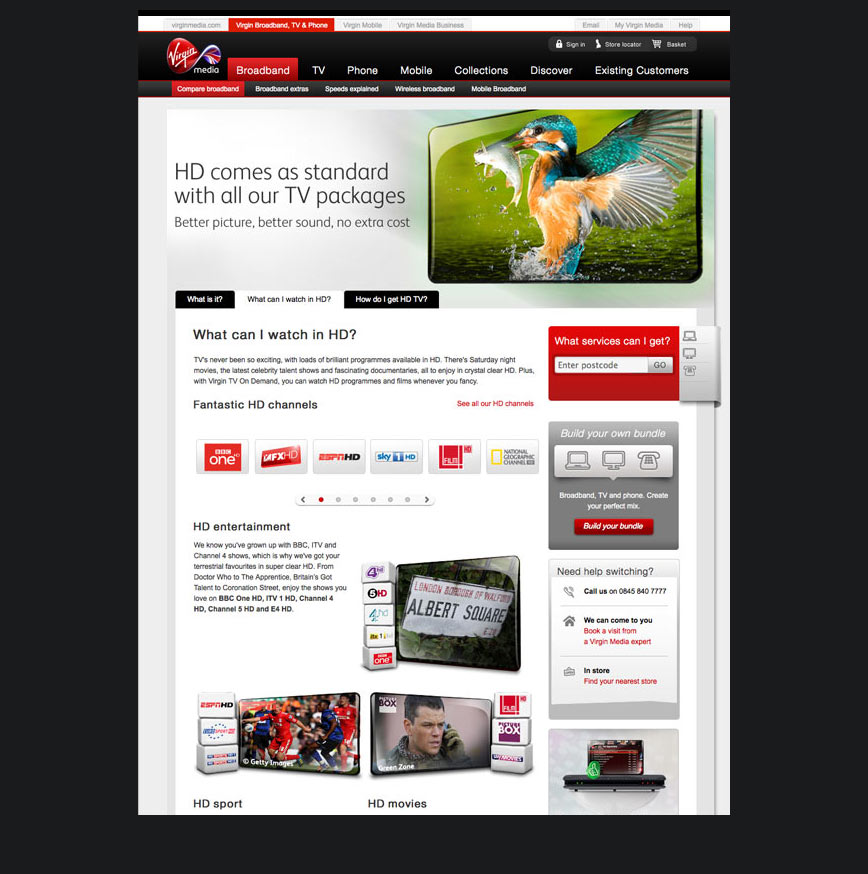 virginmedia.com Virgin Broadband, TV & Phone Virgin Mobile Virgin Media Business Email My Virgin Media Help
Sign in Store locator Basket
Virgin media
Broadband TV Phone Mobile Collections Discover Existing Customers
Compare broadband Broadband extras Speeds explained Wireless broadband Mobile Broadband
HD comes as standard
with all our TV packages
Better picture, better sound, no extra cost
What is it? What can I watch in HD? How do I get HD TV?
What can I watch in HD?
TV's never been so exciting, with loads of brilliant programmes available in HD. There's Saturday night
movies, the latest celebrity talent shows and fascinating documentaries, all to enjoy in crystal clear HD. Plus,
with Virgin TV On Demand, you can watch HD programmes and films whenever you fancy.
Fantastic HD channels See all our HD channels
BBC one HD FX HD ESPN HD sky 1 HD FILM 4 HD NATIONAL GEOGRAPHIC CHANNEL HD
HD entertainment
We know you've grown up with BBC, ITV and
Channel 4 shows, which is why we've got your
terrestrial favourites in super clear HD. From
Doctor Who to The Apprentice, Britain's Got
Talent to Coronation Street, enjoy the shows you
love on BBC One HD, ITV 1 HD, Channel 4
HD, Channel 5 HD and E4 HD.
4HD
5HD
4hd
itv 1
BBC one
LONDON BOROUGH OF WALFORD
ALBERT SQUARE
E.20
ESPN HD
EUROSPORT HD
© Getty Images
PICTURE BOX
Green Zone
FILM HD
PICTURE BOX
SKY MOVIES
HD sport HD movies
What services can I get?
Enter postcode GO
Build your own bundle
Broadband, TV and phone. Create
your perfect mix.
Build your bundle
Need help switching?
Call us on 0845 840 7777
We can come to you
Book a visit from
a Virgin Media expert
In store
Find your nearest store